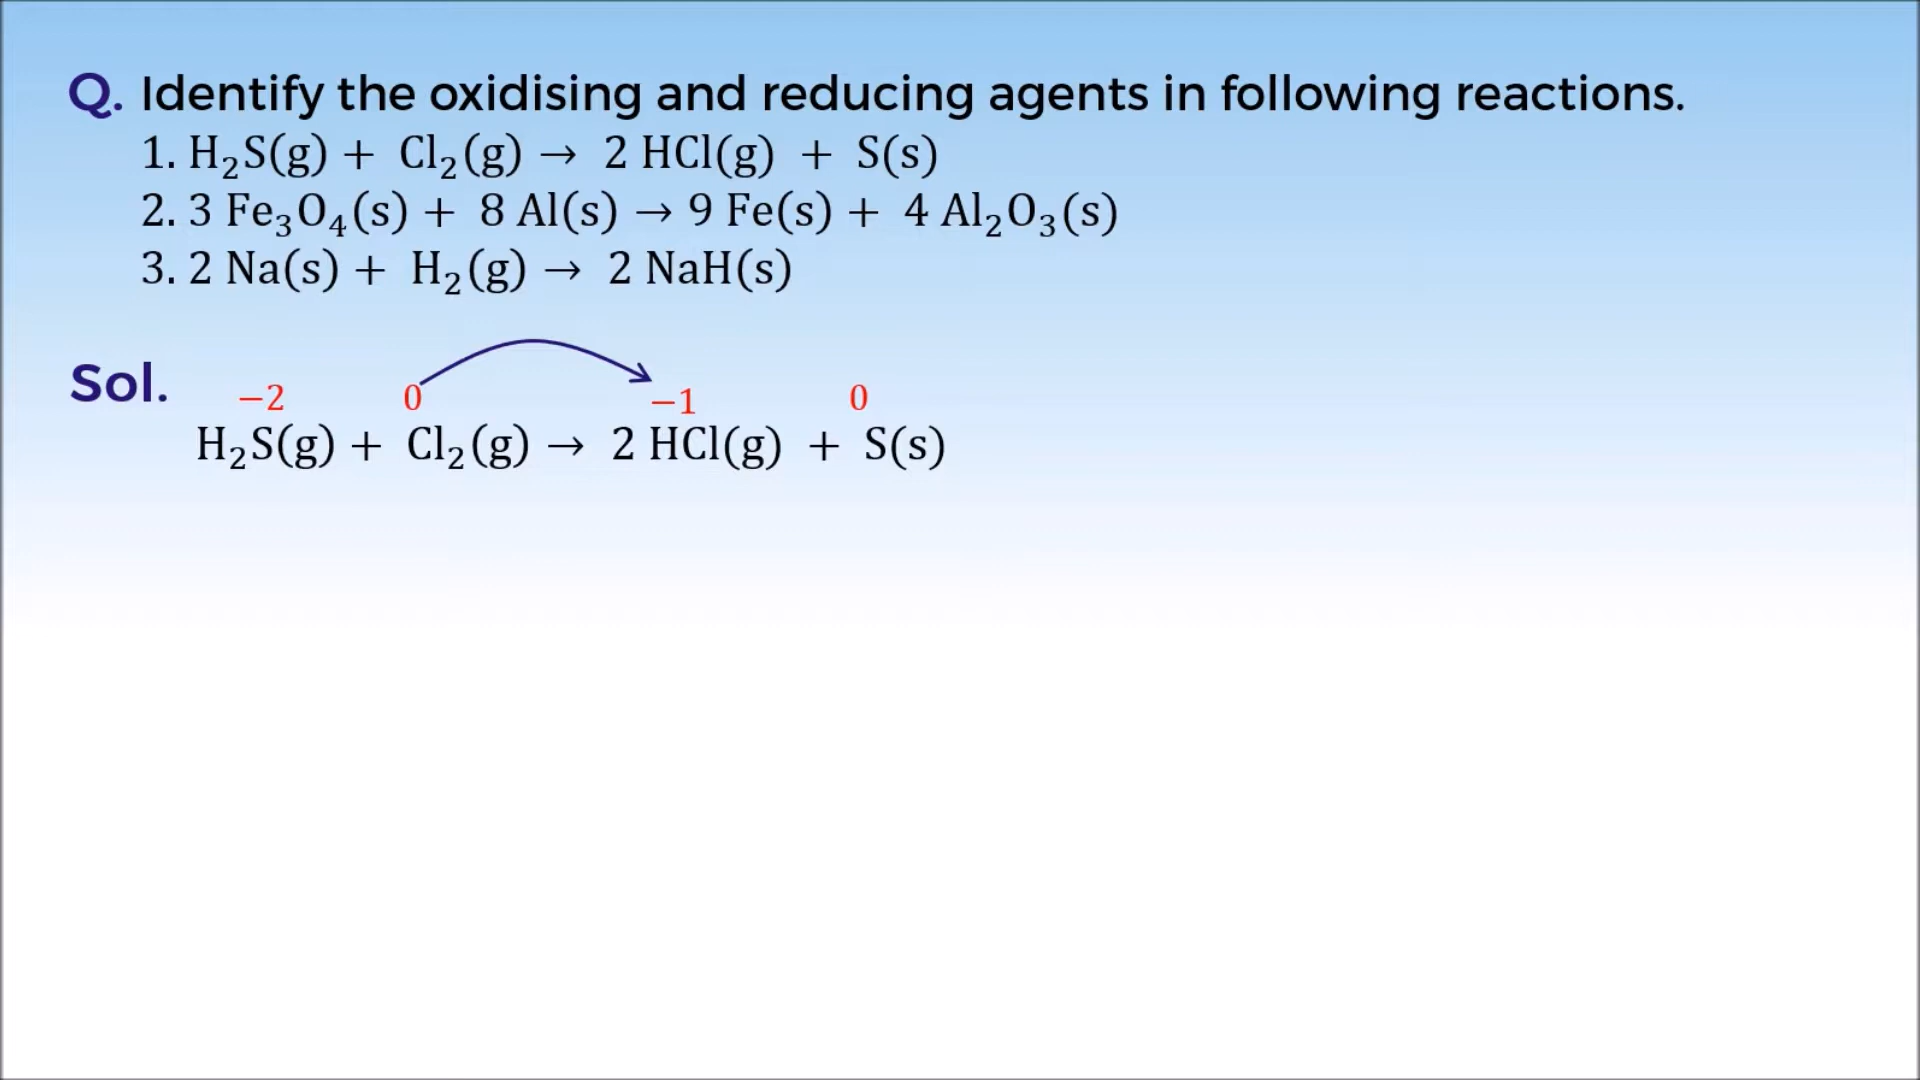 Q. Identify the oxidising and reducing agents in following reactions.
1. H₂S(g) + Cl₂(g) → 2 HCl(g) + S(s)
2. 3 Fe₃O₄(s) + 8 Al(s) → 9 Fe(s) + 4 Al₂O₃(s)
3. 2 Na(s) + H₂(g) → 2 NaH(s)
Sol.
−2 0 −1 0
H₂S(g) + Cl₂(g) → 2 HCl(g) + S(s)